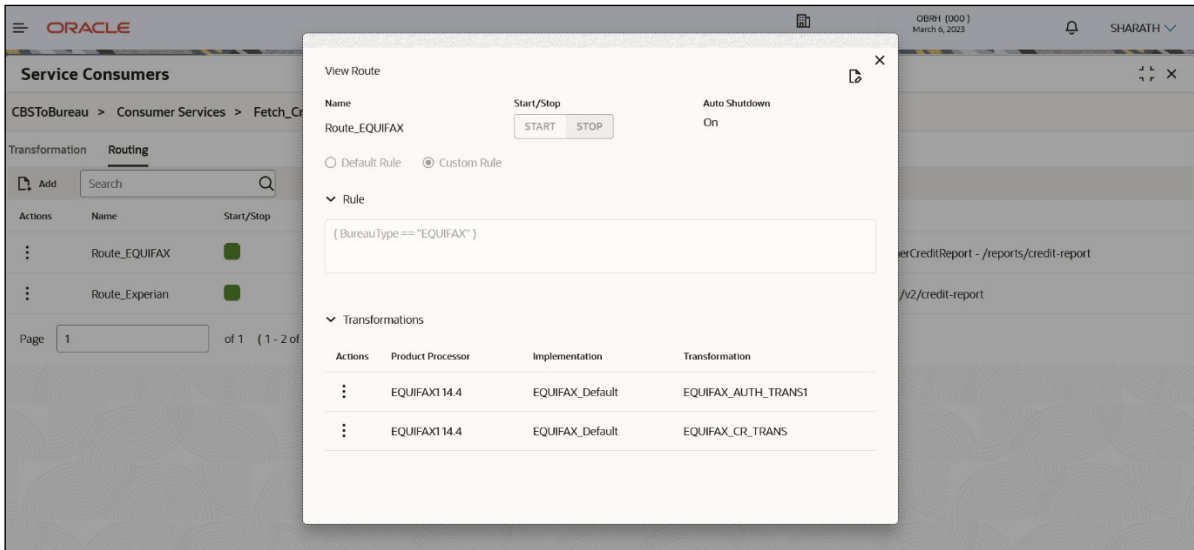 ORACLE
OBRH (000)
March 6, 2023
SHARATH
Service Consumers
CBSToBureau > Consumer Services > Fetch_Cr
Transformation Routing
Add Search
Actions Name Start/Stop
Route_EQUIFAX erCreditReport - /reports/credit-report
Route_Experian /v2/credit-report
Page 1 of 1 (1 - 2 of
View Route
Name Start/Stop Auto Shutdown
Route_EQUIFAX START STOP On
Default Rule Custom Rule
Rule
( BureauType == "EQUIFAX" )
Transformations
Actions Product Processor Implementation Transformation
EQUIFAX1 14.4 EQUIFAX_Default EQUIFAX_AUTH_TRANS1
EQUIFAX1 14.4 EQUIFAX_Default EQUIFAX_CR_TRANS